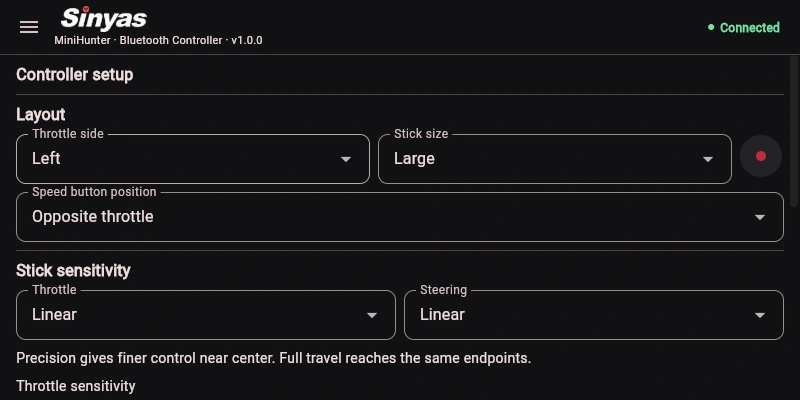 Sinyas
MiniHunter · Bluetooth Controller · v1.0.0
Connected
Controller setup
Layout
Throttle side
Left
Stick size
Large
Speed button position
Opposite throttle
Stick sensitivity
Throttle
Linear
Steering
Linear
Precision gives finer control near center. Full travel reaches the same endpoints.
Throttle sensitivity